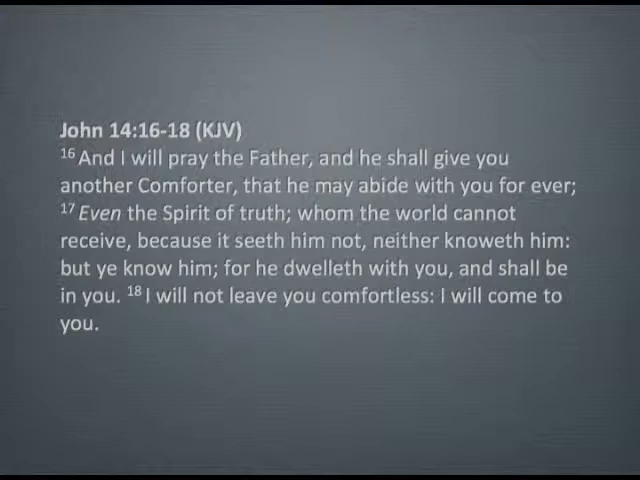 John 14:16-18 (KJV)
16 And I will pray the Father, and he shall give you
another Comforter, that he may abide with you for ever;
17 Even the Spirit of truth; whom the world cannot
receive, because it seeth him not, neither knoweth him:
but ye know him; for he dwelleth with you, and shall be
in you. 18 I will not leave you comfortless: I will come to
you.